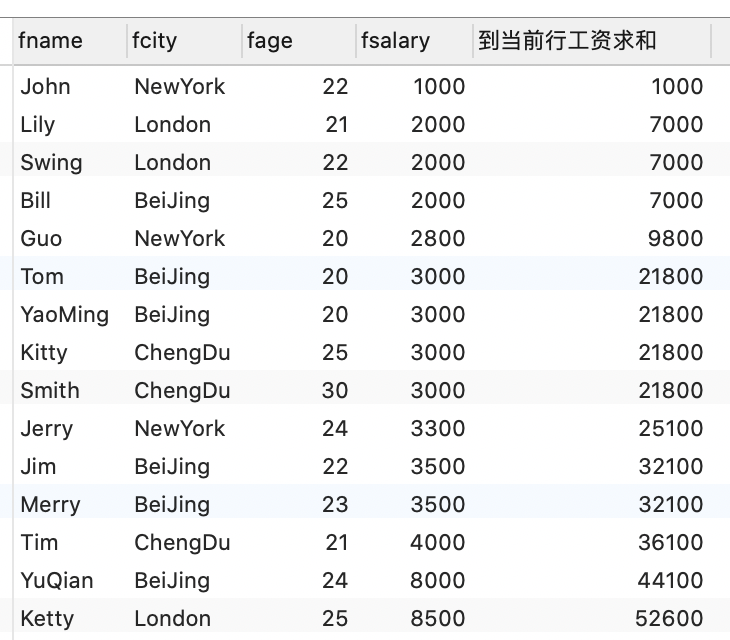 fname fcity fage fsalary 到当前行工资求和
John NewYork 22 1000 1000
Lily London 21 2000 7000
Swing London 22 2000 7000
Bill BeiJing 25 2000 7000
Guo NewYork 20 2800 9800
Tom BeiJing 20 3000 21800
YaoMing BeiJing 20 3000 21800
Kitty ChengDu 25 3000 21800
Smith ChengDu 30 3000 21800
Jerry NewYork 24 3300 25100
Jim BeiJing 22 3500 32100
Merry BeiJing 23 3500 32100
Tim ChengDu 21 4000 36100
YuQian BeiJing 24 8000 44100
Ketty London 25 8500 52600